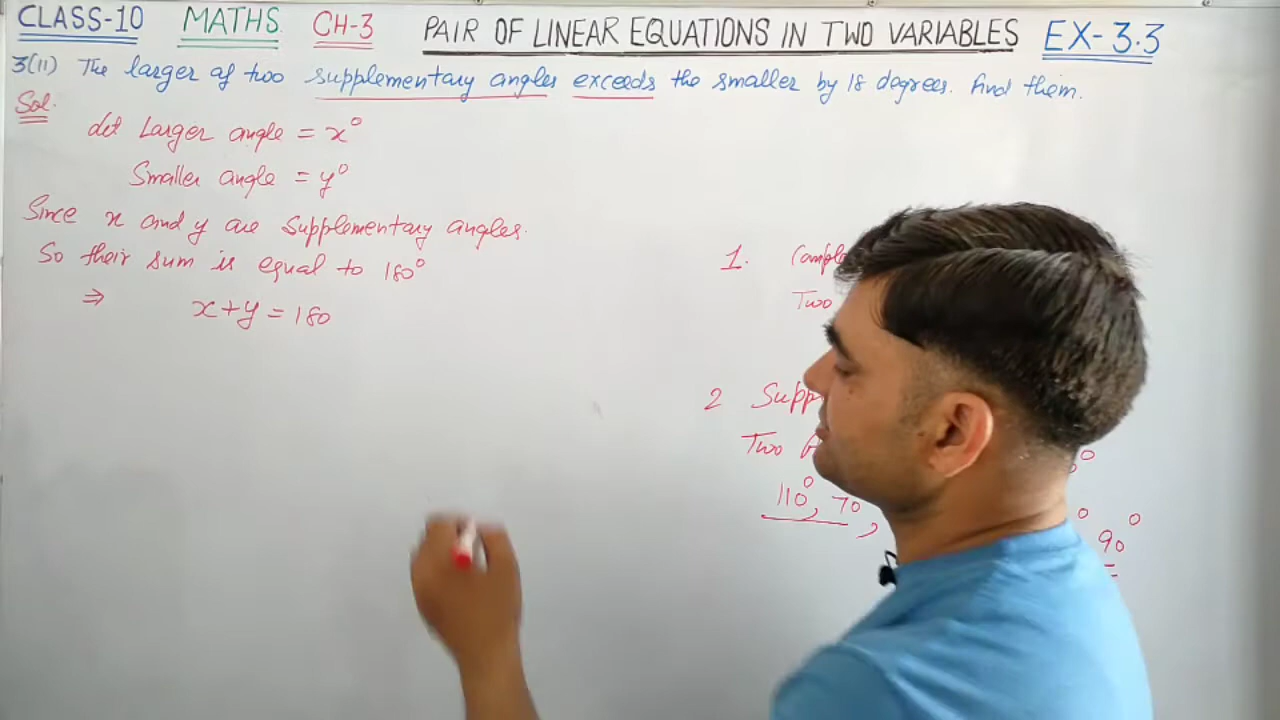 CLASS-10 MATHS CH-3 PAIR OF LINEAR EQUATIONS IN TWO VARIABLES EX-3.3
3(ii) The larger of two supplementary angles exceeds the smaller by 18 degrees. find them.
Sol.
Let Larger angle = x°
Smaller angle = y°
Since x and y are supplementary angles.
So their sum is equal to 180°
⇒ x+y = 180
1.
Two
2
Two
110°, 70°,
90°